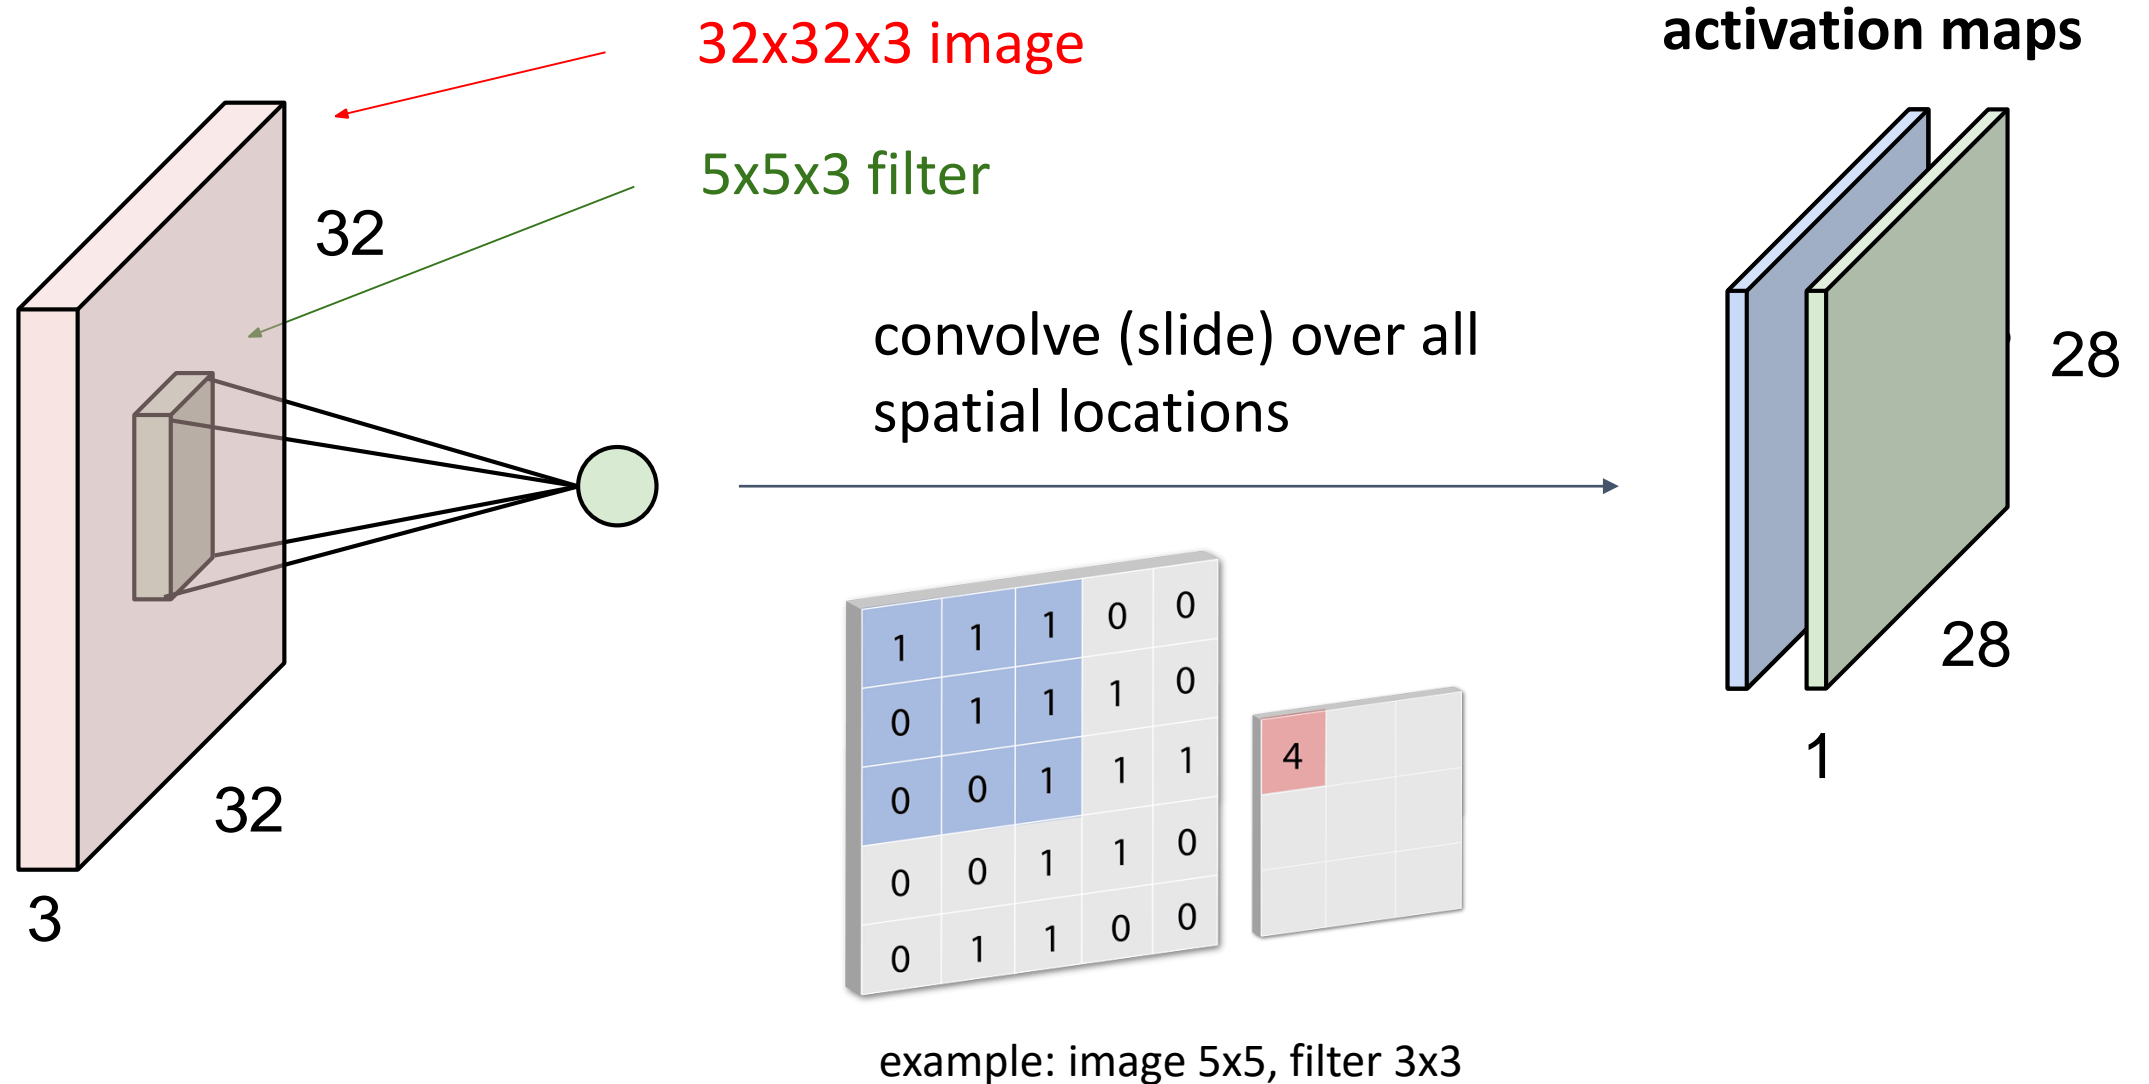 32x32x3 image
activation maps
5x5x3 filter
32
convolve (slide) over all
spatial locations
28
32
3
28
1
1 1 1 0 0
0 1 1 1 0
0 0 1 1 1
0 0 1 1 0
0 1 1 0 0
4
example: image 5x5, filter 3x3